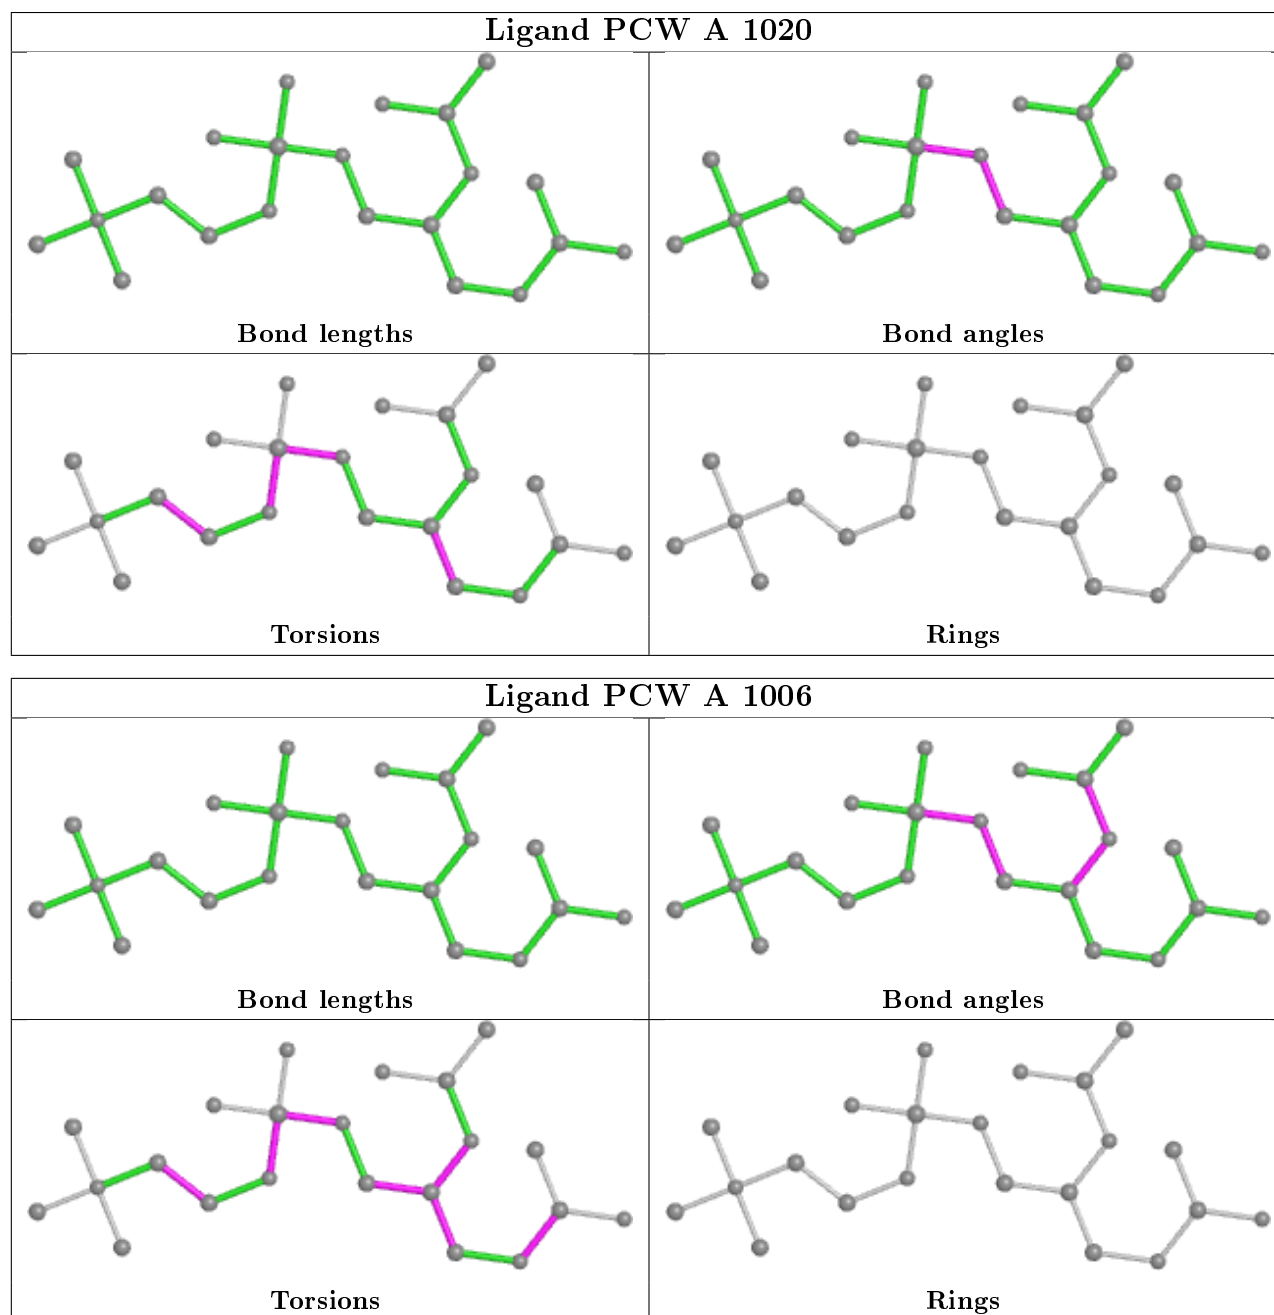 Ligand PCW A 1020
Bond lengths
Bond angles
Torsions
Rings
Ligand PCW A 1006
Bond lengths
Bond angles
Torsions
Rings